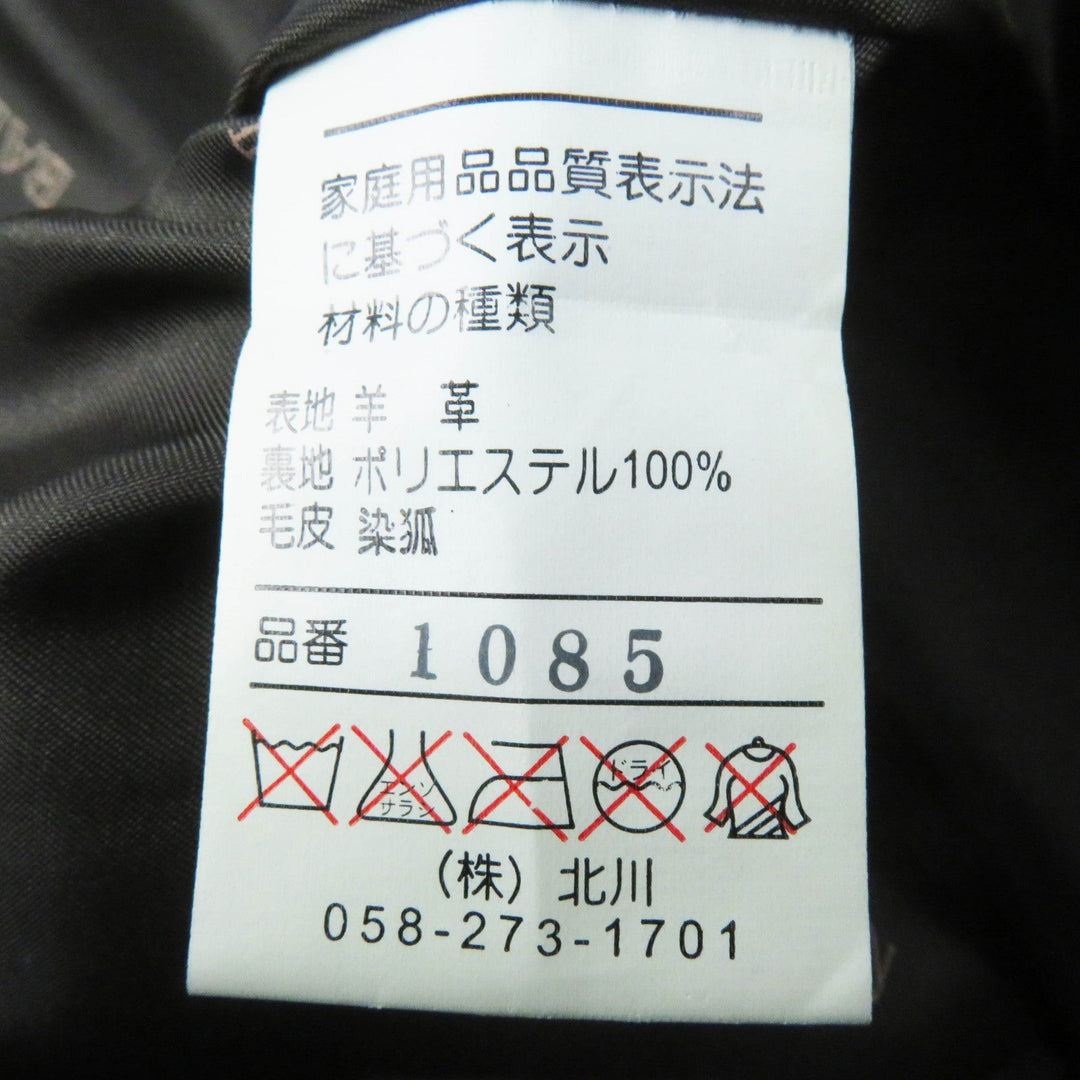 家庭用品品質表示法
に基づく表示
材料の種類
表地 羊 革
裏地 ポリエステル100%
毛皮 染狐
品番 1085
エンソ
サラシ
ドライ
(株) 北川
058-273-1701